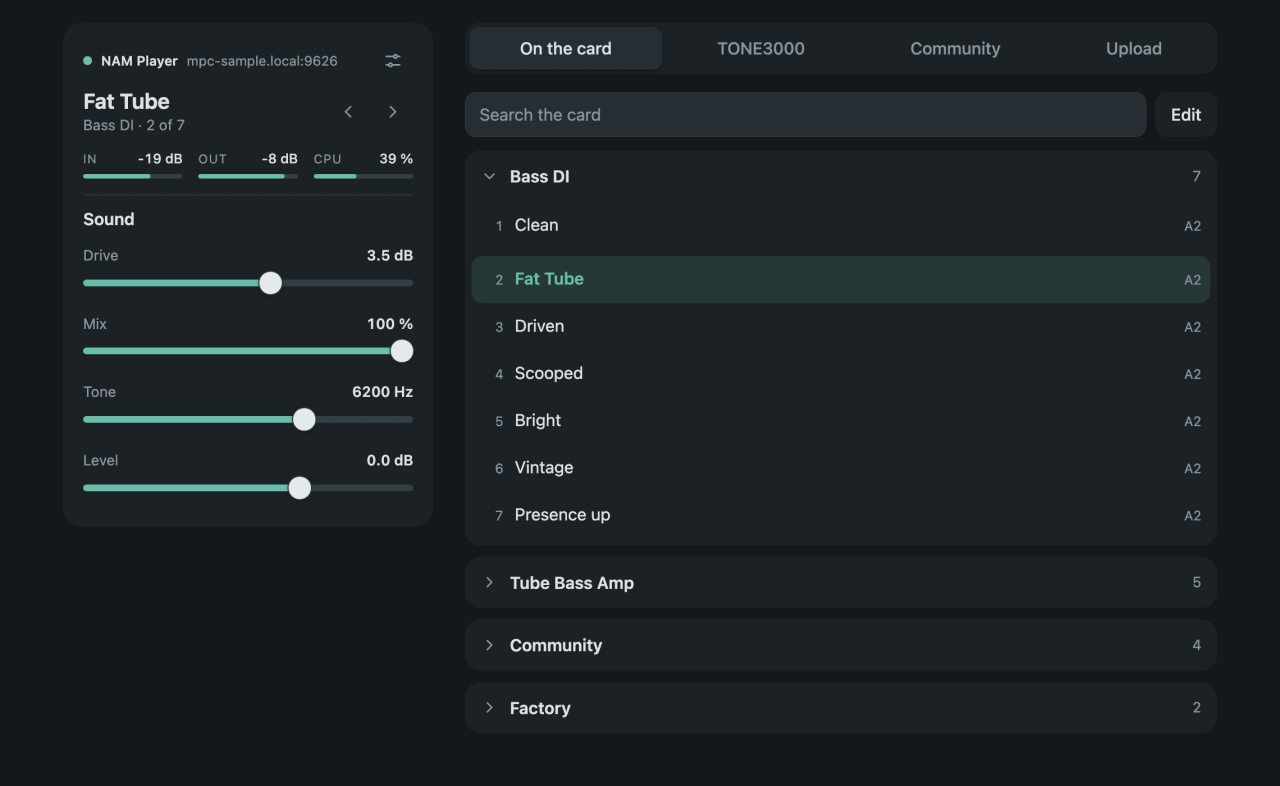 NAM Player mpc-sample.local:9626
Fat Tube
Bass DI · 2 of 7
IN -19 dB OUT -8 dB CPU 39 %
Sound
Drive 3.5 dB
Mix 100 %
Tone 6200 Hz
Level 0.0 dB
On the card TONE3000 Community Upload
Search the card Edit
Bass DI 7
1 Clean A2
2 Fat Tube A2
3 Driven A2
4 Scooped A2
5 Bright A2
6 Vintage A2
7 Presence up A2
Tube Bass Amp 5
Community 4
Factory 2